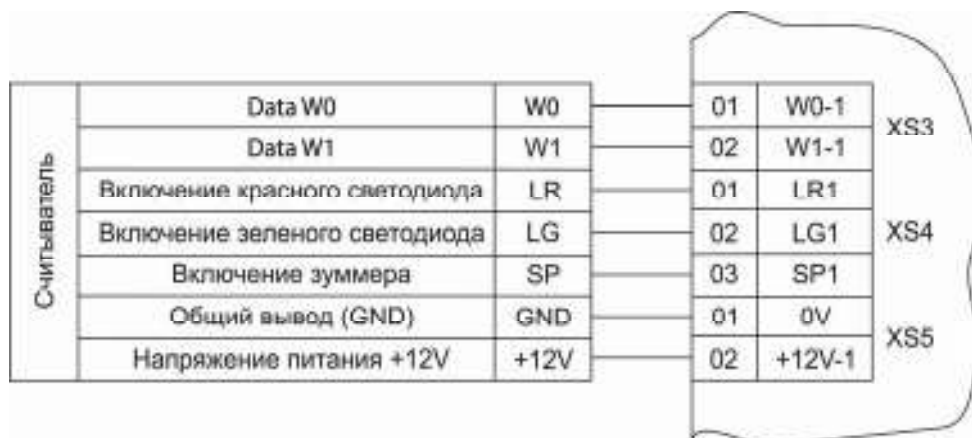 Считыватель
Data W0 W0 01 W0-1
XS3
Data W1 W1 02 W1-1
Включение красного светодиода LR 01 LR1
Включение зеленого светодиода LG 02 LG1 XS4
Включение зуммера SP 03 SP1
Общий вывод (GND) GND 01 0V
XS5
Напряжение питания +12V +12V 02 +12V-1